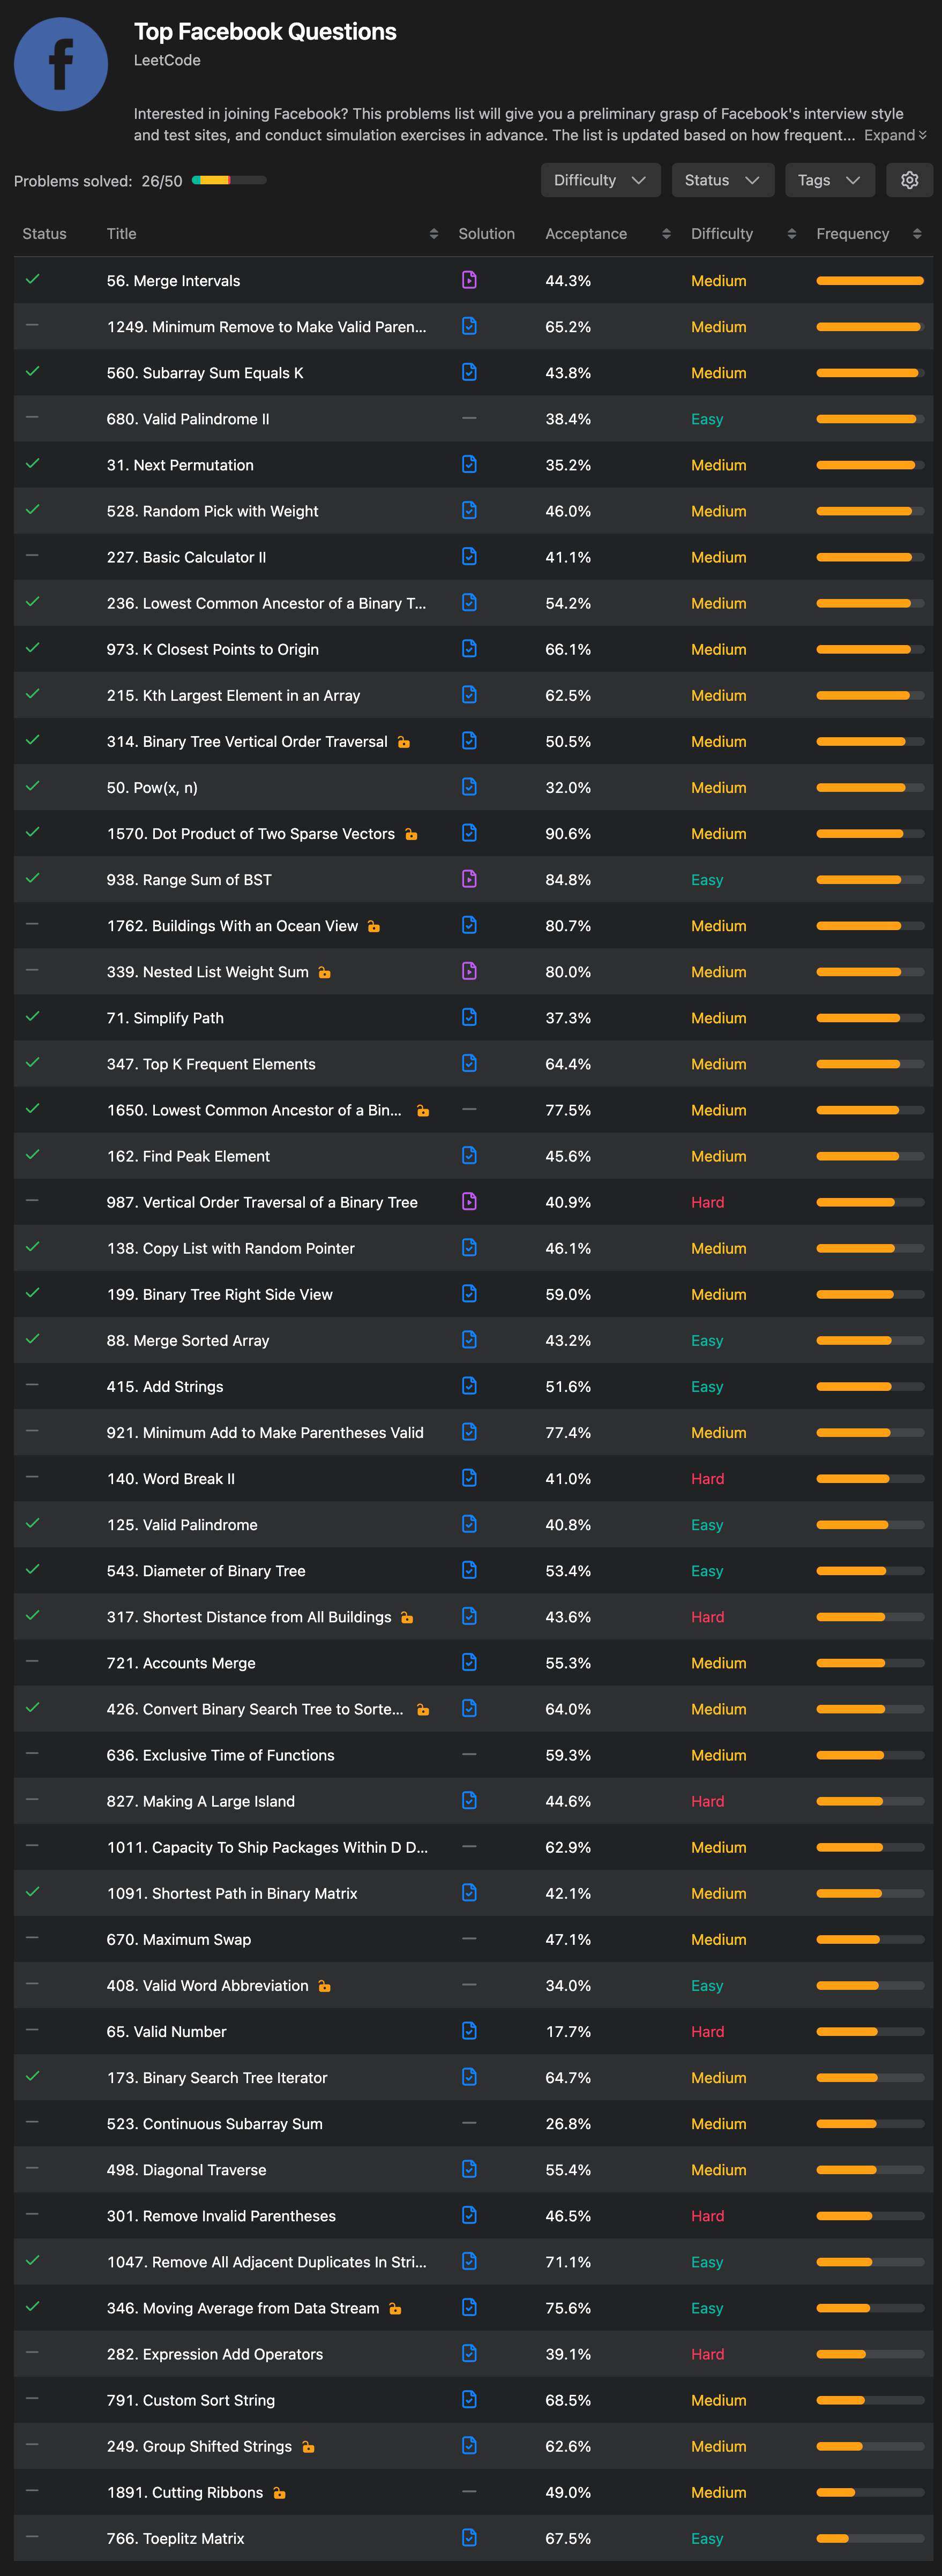 Top Facebook Questions
LeetCode
Interested in joining Facebook? This problems list will give you a preliminary grasp of Facebook's interview style
and test sites, and conduct simulation exercises in advance. The list is updated based on how frequent... Expand
Problems solved: 26/50 Difficulty Status Tags
Status Title Solution Acceptance Difficulty Frequency
56. Merge Intervals 44.3% Medium
1249. Minimum Remove to Make Valid Paren... 65.2% Medium
560. Subarray Sum Equals K 43.8% Medium
680. Valid Palindrome II 38.4% Easy
31. Next Permutation 35.2% Medium
528. Random Pick with Weight 46.0% Medium
227. Basic Calculator II 41.1% Medium
236. Lowest Common Ancestor of a Binary T... 54.2% Medium
973. K Closest Points to Origin 66.1% Medium
215. Kth Largest Element in an Array 62.5% Medium
314. Binary Tree Vertical Order Traversal 50.5% Medium
50. Pow(x, n) 32.0% Medium
1570. Dot Product of Two Sparse Vectors 90.6% Medium
938. Range Sum of BST 84.8% Easy
1762. Buildings With an Ocean View 80.7% Medium
339. Nested List Weight Sum 80.0% Medium
71. Simplify Path 37.3% Medium
347. Top K Frequent Elements 64.4% Medium
1650. Lowest Common Ancestor of a Bin... 77.5% Medium
162. Find Peak Element 45.6% Medium
987. Vertical Order Traversal of a Binary Tree 40.9% Hard
138. Copy List with Random Pointer 46.1% Medium
199. Binary Tree Right Side View 59.0% Medium
88. Merge Sorted Array 43.2% Easy
415. Add Strings 51.6% Easy
921. Minimum Add to Make Parentheses Valid 77.4% Medium
140. Word Break II 41.0% Hard
125. Valid Palindrome 40.8% Easy
543. Diameter of Binary Tree 53.4% Easy
317. Shortest Distance from All Buildings 43.6% Hard
721. Accounts Merge 55.3% Medium
426. Convert Binary Search Tree to Sorte... 64.0% Medium
636. Exclusive Time of Functions 59.3% Medium
827. Making A Large Island 44.6% Hard
1011. Capacity To Ship Packages Within D D... 62.9% Medium
1091. Shortest Path in Binary Matrix 42.1% Medium
670. Maximum Swap 47.1% Medium
408. Valid Word Abbreviation 34.0% Easy
65. Valid Number 17.7% Hard
173. Binary Search Tree Iterator 64.7% Medium
523. Continuous Subarray Sum 26.8% Medium
498. Diagonal Traverse 55.4% Medium
301. Remove Invalid Parentheses 46.5% Hard
1047. Remove All Adjacent Duplicates In Stri... 71.1% Easy
346. Moving Average from Data Stream 75.6% Easy
282. Expression Add Operators 39.1% Hard
791. Custom Sort String 68.5% Medium
249. Group Shifted Strings 62.6% Medium
1891. Cutting Ribbons 49.0% Medium
766. Toeplitz Matrix 67.5% Easy